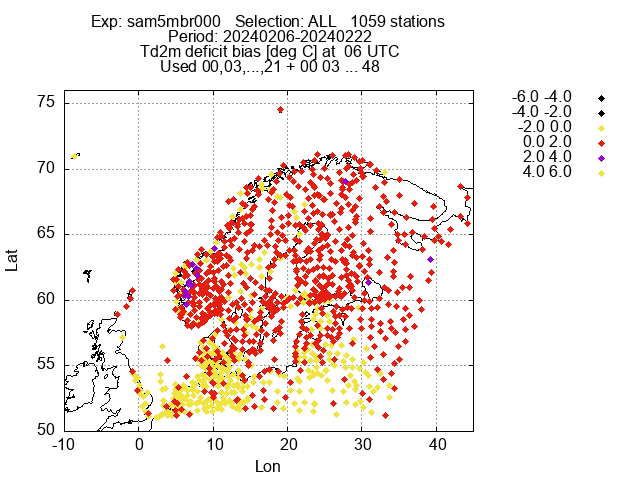 Exp: sam5mbr000 Selection: ALL 1059 stations
Period: 20240206-20240222
Td2m deficit bias [deg C] at 06 UTC
Used 00,03,...,21 + 00 03 ... 48
-6.0 -4.0
-4.0 -2.0
-2.0 0.0
0.0 2.0
2.0 4.0
4.0 6.0
75
70
65
60
55
50
Lat
-10 0 10 20 30 40
Lon